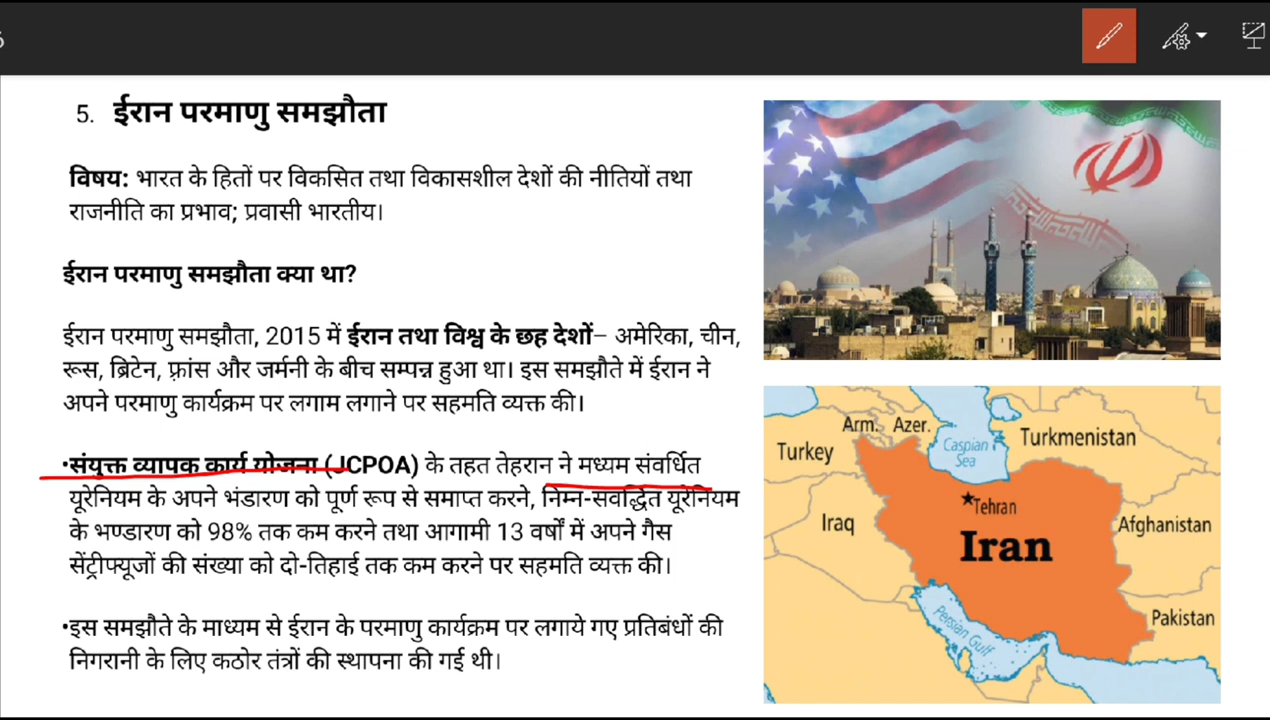 5. ईरान परमाणु समझौता
विषय: भारत के हितों पर विकसित तथा विकासशील देशों की नीतियों तथा
राजनीति का प्रभाव; प्रवासी भारतीय।
ईरान परमाणु समझौता क्या था?
ईरान परमाणु समझौता, 2015 में ईरान तथा विश्व के छह देशों– अमेरिका, चीन,
रूस, ब्रिटेन, फ़्रांस और जर्मनी के बीच सम्पन्न हुआ था। इस समझौते में ईरान ने
अपने परमाणु कार्यक्रम पर लगाम लगाने पर सहमति व्यक्त की।
•संयुक्त व्यापक कार्य योजना (JCPOA) के तहत तेहरान ने मध्यम संवर्धित
यूरेनियम के अपने भंडारण को पूर्ण रूप से समाप्त करने, निम्न-संवर्द्धित यूरेनियम
के भण्डारण को 98% तक कम करने तथा आगामी 13 वर्षों में अपने गैस
सेंट्रीफ्यूजों की संख्या को दो-तिहाई तक कम करने पर सहमति व्यक्त की।
•इस समझौते के माध्यम से ईरान के परमाणु कार्यक्रम पर लगाये गए प्रतिबंधों की
निगरानी के लिए कठोर तंत्रों की स्थापना की गई थी।
Arm. Azer.
Turkey
Caspian
Sea
Turkmenistan
Tehran
Iraq
Iran
Afghanistan
Persian Gulf
Pakistan